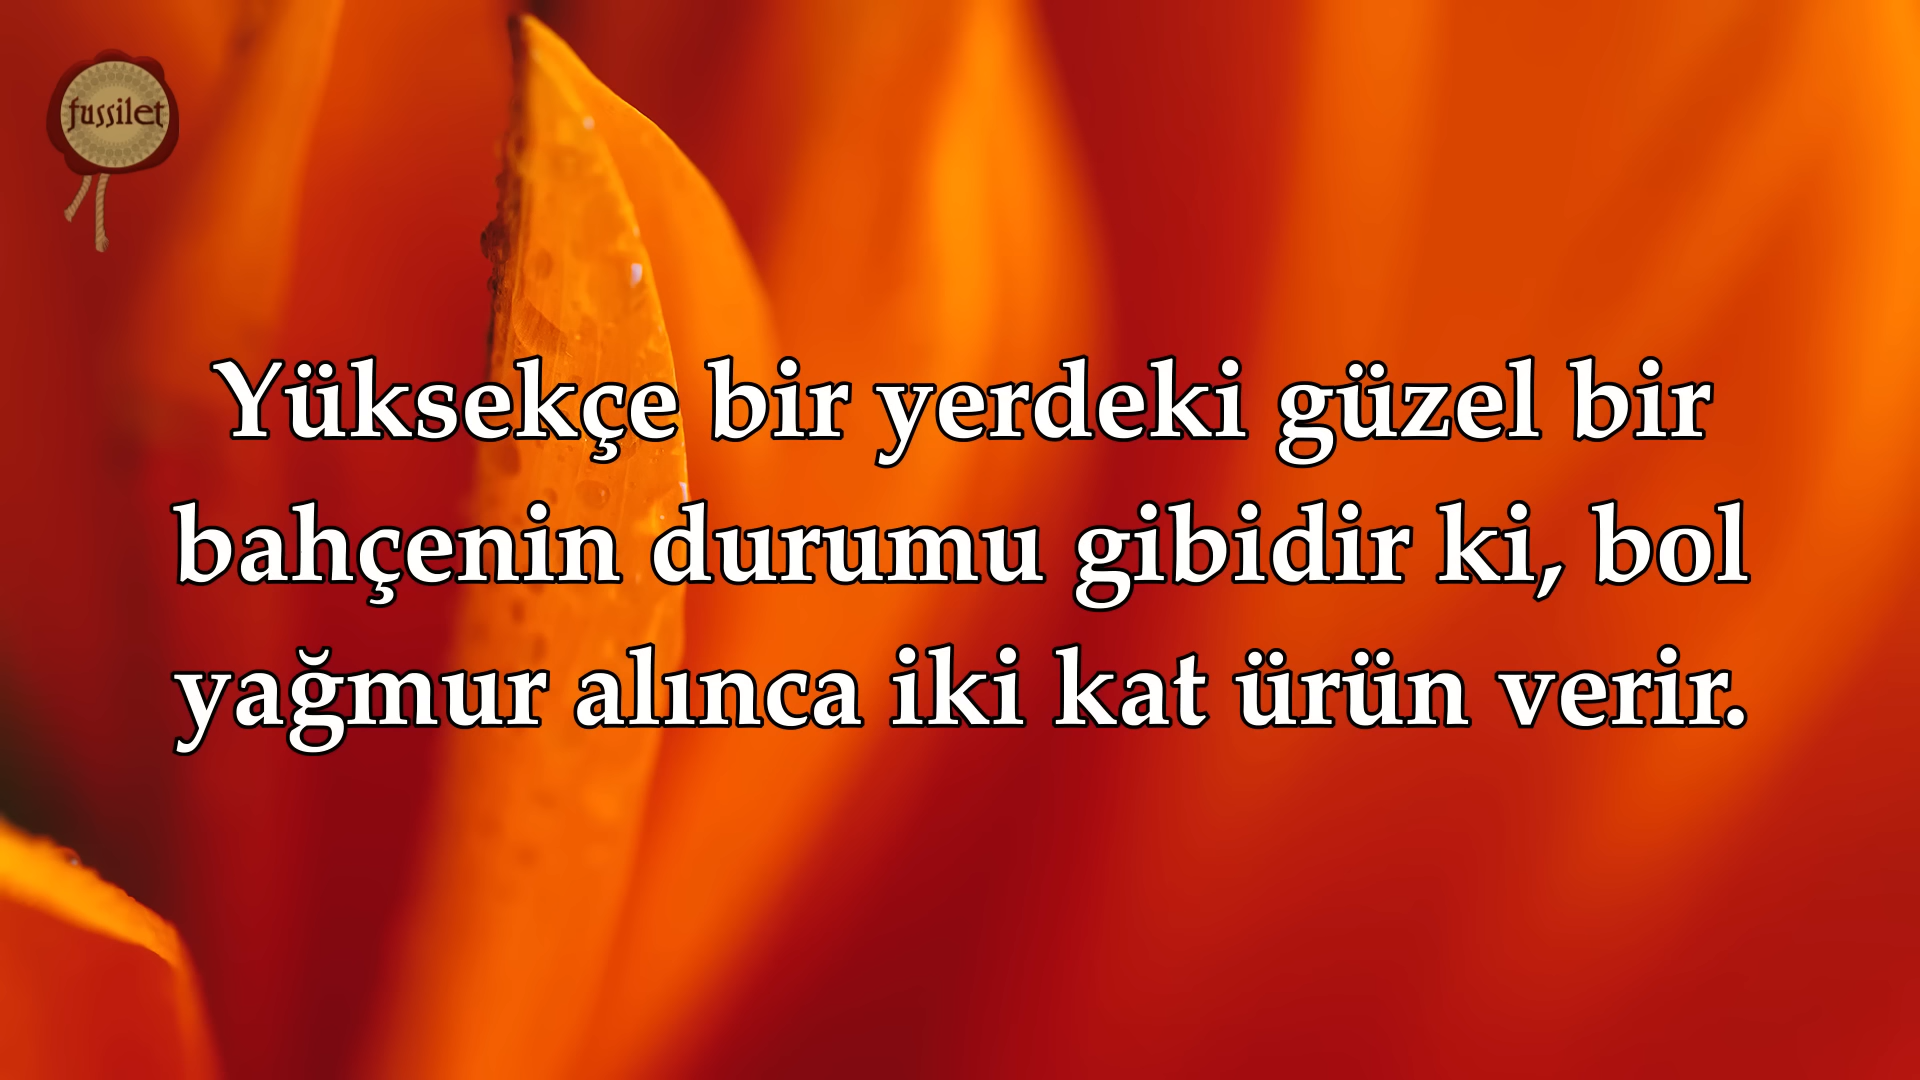 fussilet
Yüksekçe bir yerdeki güzel bir
bahçenin durumu gibidir ki, bol
yağmur alınca iki kat ürün verir.